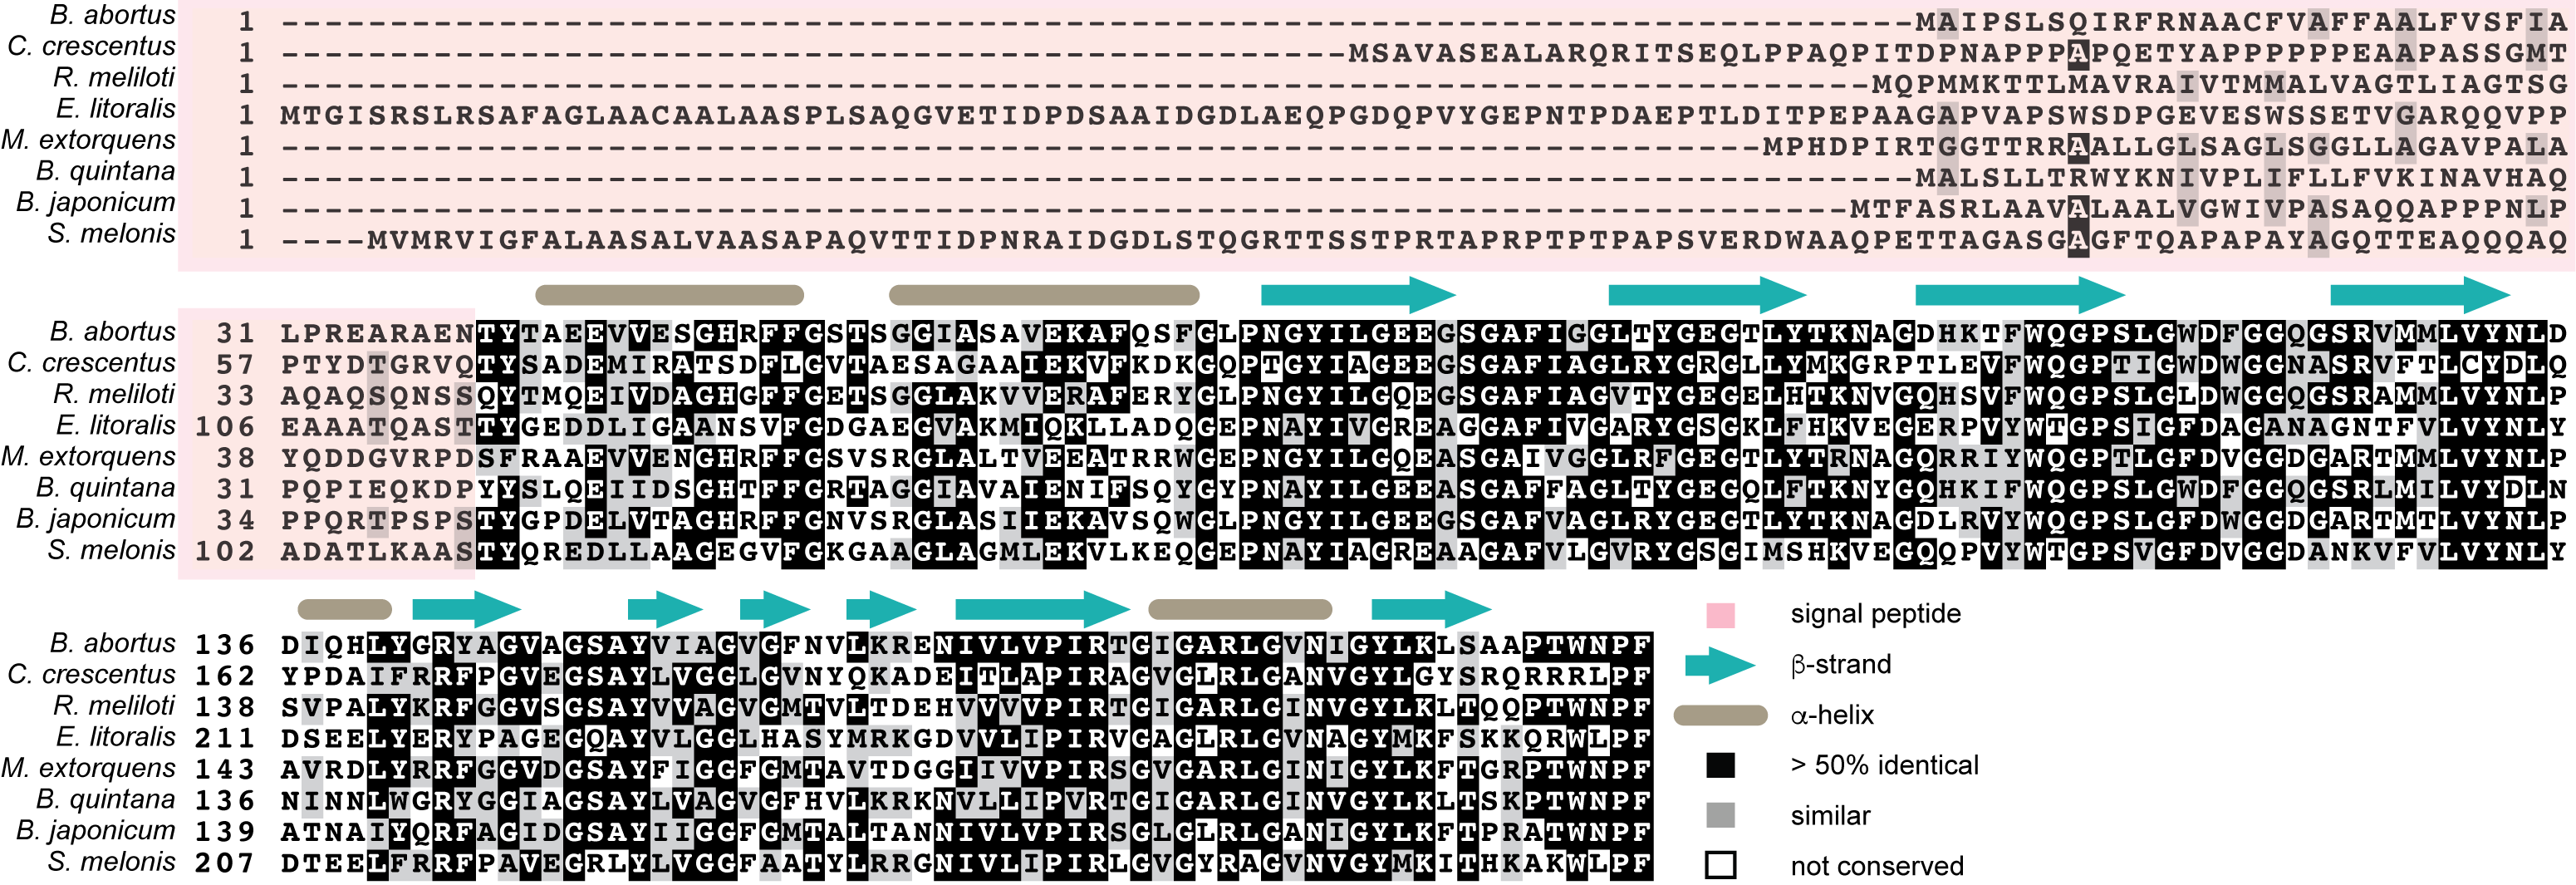 B. abortus 1 ---------------------------------------------------------------------------MAIPSLSQIRFRNAACFVAFFAALFVSFIA
C. crescentus 1 -------------------------------------------------MSAVASEALARQRITSEQLPPAQPITDPNAPPPAPQETYAPPPPPPEAAPASSGMT
R. meliloti 1 -------------------------------------------------------------------------MQPMMKTTLMAVRAIVTMMALVAGTLIAGTSG
E. litoralis 1 MTGISRSLRSAFAGLAACAALAASPLSAQGVETIDPDSAAIDGDLAEQPGDQPVYGEPNTPDAEPTLDITPEPAAGAPVAPSWSDPGEVESWSSETVGARQQVPP
M. extorquens 1 --------------------------------------------------------------------MPHDPIRTGGTTRRAALLGLSAGLSGGLLAGAVPALA
B. quintana 1 ---------------------------------------------------------------------------MALSLLTRWYKNIVPLIFLLFVKINAVHAQ
B. japonicum 1 ------------------------------------------------------------------------MTFASRLAAVALAALVGWIVPASAQQAPPPNLP
S. melonis 1 ----MVMRVIGFALAASALVAASAPAQVTTIDPNRAIDGDLSTQGRTTSSTPRTAPRPTPTPAPSVERDWAAQPETTAGASGAGFTQAPAPAYAGQTTEAQQQAQ
B. abortus 31 LPREARAENTYTAEEVVESGHRFFGSTSGGIASAVEKAFQSFGLPNGYILGEEGSGAFIGGLTYGEGTLYTKNAGDHKTFWQGPSLGWDFGGQGSRVMMLVYNLD
C. crescentus 57 PTYDTGRVQTYSADEMIRATSDFLGVTAESAGAAIEKVFKDKGQPTGYIAGEEGSGAFIAGLRYGRGLLYMKGRPTLEVFWQGPTIGWDWGGNASRVFTLCYDLQ
R. meliloti 33 AQAQSQNSSQYTMQEIVDAGHGFFGETSGGLAKVVERAFERYGLPNGYILGQEGSGAFIAGVTYGEGELHTKNVGQHSVFWQGPSLGLDWGGQGSRAMMLVYNLP
E. litoralis 106 EAAATQASTTYGEDDLIGAANSVFGDGAEGVAKMIQKLLADQGEPNAYIVGREAGGAFIVGARYGSGKLFHKVEGERPVYWTGPSIGFDAGANAGNTFVLVYNLY
M. extorquens 38 YQDDGVRPDSFRAAEVVENGHRFFGSVSRGLALTVEEATRRWGEPNGYILGQEASGAIVGGLRFGEGTLYTRNAGQRRIYWQGPTLGFDVGGDGARTMMLVYNLP
B. quintana 31 PQPIEQKDPYYSLQEIIDSGHTFFGRTAGGIAVAIENIFSQYGYPNAYILGEEASGAFFAGLTYGEGQLFTKNYGQHKIFWQGPSLGWDFGGQGSRLMILVYDLN
B. japonicum 34 PPQRTPSPSTYGPDELVTAGHRFFGNVSRGLASIIEKAVSQWGLPNGYILGEEGSGAFVAGLRYGEGTLYTKNAGDLRVYWQGPSLGFDWGGDGARTMTLVYNLP
S. melonis 102 ADATLKAASTYQREDLLAAGEGVFGKGAAGLAGMLEKVLKEQGEPNAYIAGREAAGAFVLGVRYGSGIMSHKVEGQQPVYWTGPSVGFDVGGDANKVFVLVYNLY
B. abortus 136 DIQHLYGRYAGVAGSAYVIAGVGFNVLKRENIVLVPIRTGIGARLGVNIGYLKLSAAPTWNPF
C. crescentus 162 YPDAIFRRFPGVEGSAYLVGGLGVNYQKADEITLAPIRAGVGLRLGANVGYLGYSRQRRRLPF
R. meliloti 138 SVPALYKRFGGVSGSAYVVAGVGMTVLTDEHVVVVPIRTGIGARLGINVGYLKLTQQPTWNPF
E. litoralis 211 DSEELYERYPAGEGQAYVLGGLHASYMRKGDVVLIPIRVGAGLRLGVNAGYMKFSKKQRWLPF
M. extorquens 143 AVRDLYRRFGGVDGSAYFIGGFGMTAVTDGGIIVVPIRSGVGARLGINIGYLKFTGRPTWNPF
B. quintana 136 NINNLWGRYGGIAGSAYLVAGVGFHVLKRKNVLLIPVRTGIGARLGINVGYLKLTSKPTWNPF
B. japonicum 139 ATNAIYQRFAGIDGSAYIIGGFGMTALTANNIVLVPIRSGLGLRLGANIGYLKFTPRATWNPF
S. melonis 207 DTEELFRRFPAVEGRLYLVGGFAATYLRRGNIVLIPIRLGVGYRAGVNVGYMKITHKAKWLPF
signal peptide
β-strand
α-helix
> 50% identical
similar
not conserved